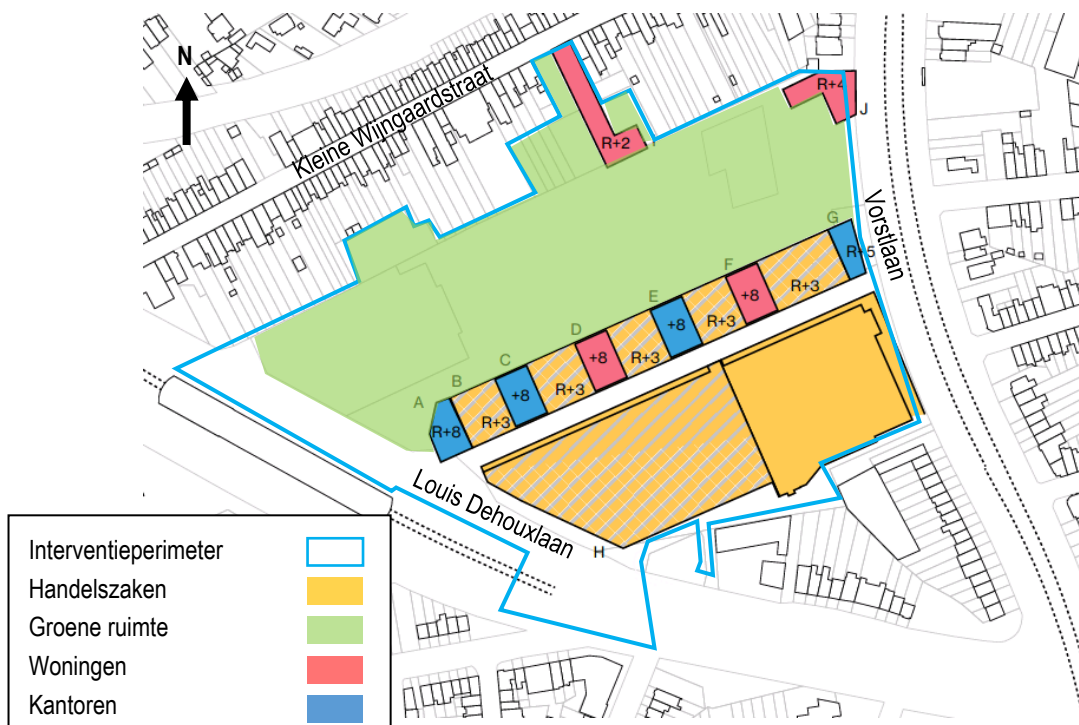 N
Kleine Wijngaardstraat
R+4
J
R+2
I
Vorstlaan
G
R+5
F
+8
R+3
E
+8
R+3
D
+8
R+3
C
+8
R+3
B
R+3
A
R+8
Louis Dehouxlaan
H
Interventieperimeter
Handelszaken
Groene ruimte
Woningen
Kantoren